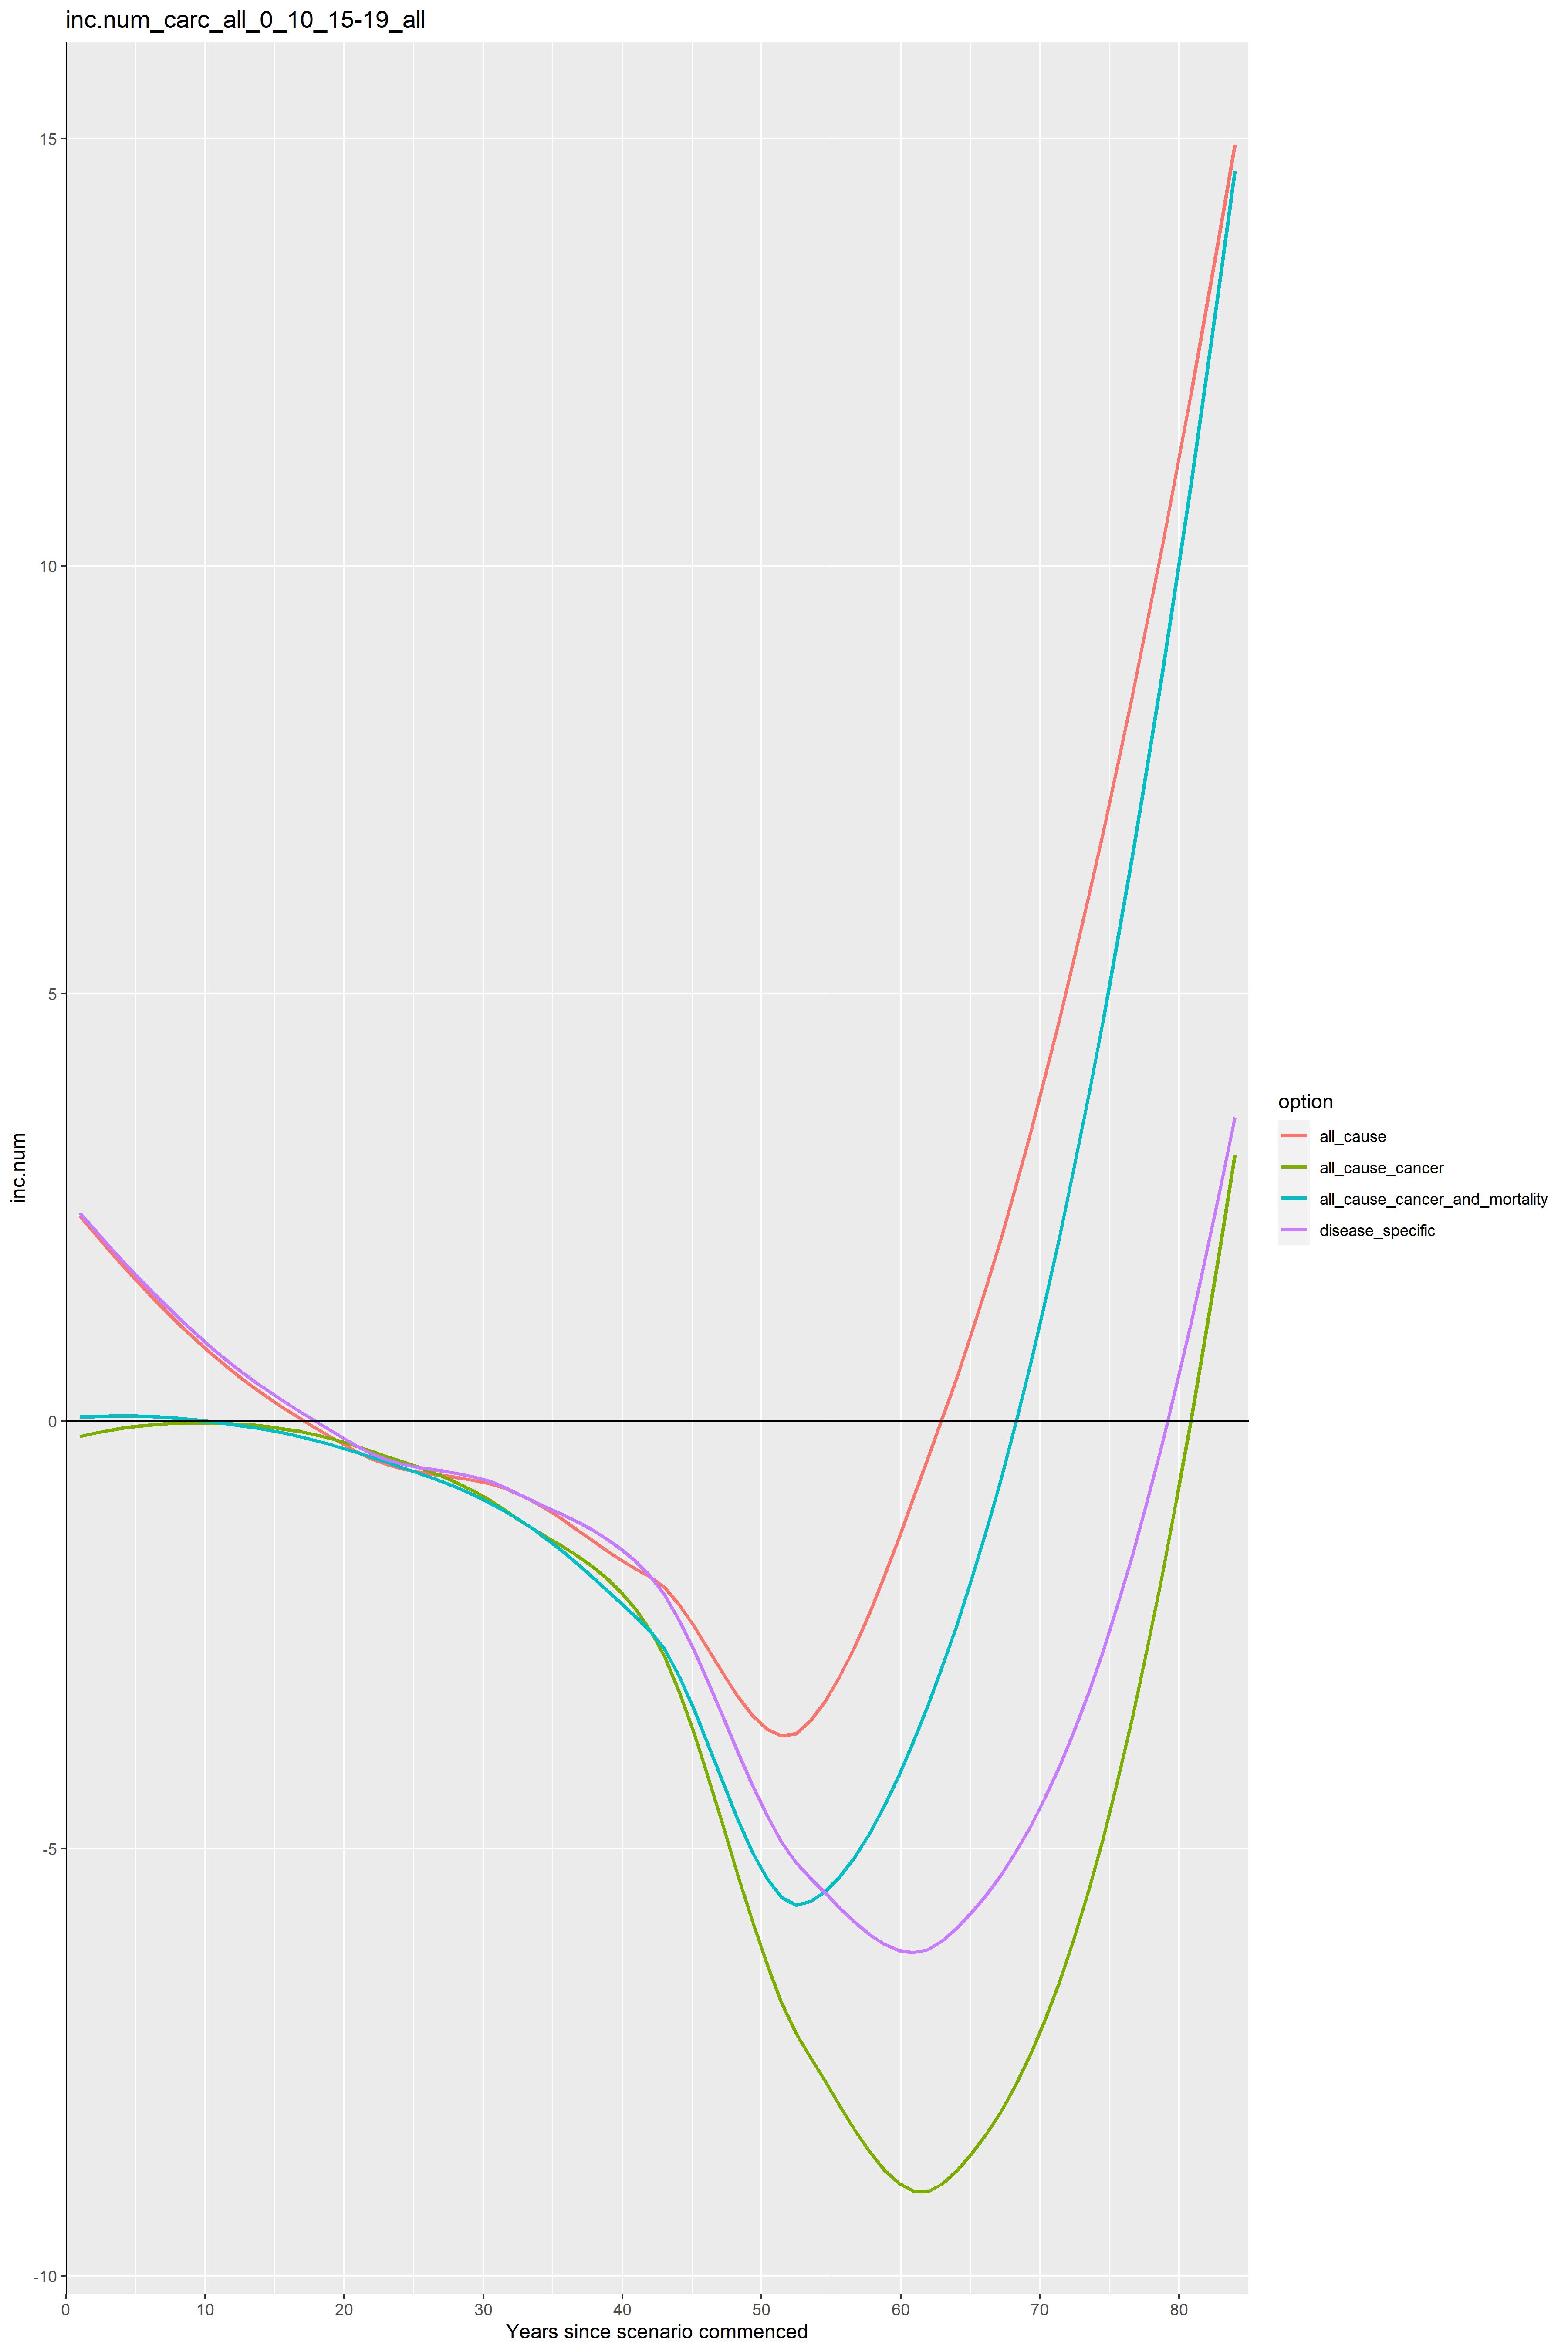 inc.num_carc_all_0_10_15-19_all
15
10
5
0
-5
-10
inc.num
0 10 20 30 40 50 60 70 80
Years since scenario commenced
option
all_cause
all_cause_cancer
all_cause_cancer_and_mortality
disease_specific